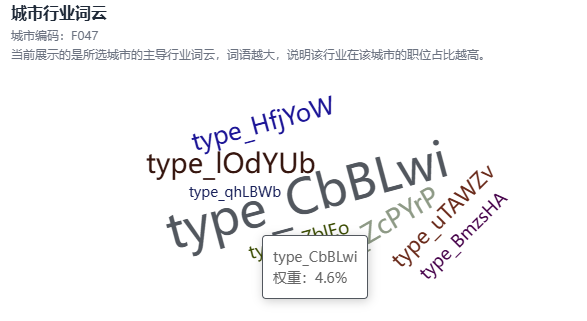 城市行业词云
城市编码：F047
当前展示的是所选城市的主导行业词云，词语越大，说明该行业在该城市的职位占比越高。
type_HfjYoW
type_lOdYUb
type_qhLBWb
type_CbBLwi
type_uTAWZv
type_BmzsHA
type_CbBLwi
权重：4.6%